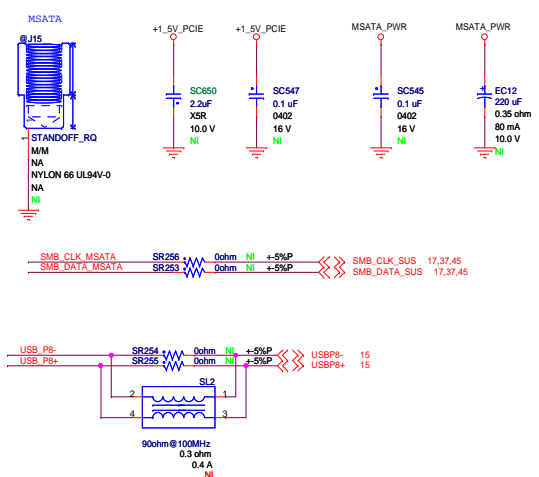 MSATA
@J15
1
STANDOFF_RQ
M/M
NA
NYLON 66 UL94V-0
NA
NI
+1_5V_PCIE
SC650
2.2uF
X5R
10.0 V
NI
+1_5V_PCIE
SC547
0.1 uF
0402
16 V
NI
MSATA_PWR
SC545
0.1 uF
0402
16 V
NI
MSATA_PWR
EC12
220 uF
0.35 ohm
80 mA
10.0 V
NI
SMB_CLK_MSATA SR256 0ohm NI +-5%P SMB_CLK_SUS 17,37,45
SMB_DATA_MSATA SR253 0ohm NI +-5%P SMB_DATA_SUS 17,37,45
USB_P8- SR254 0ohm NI +-5%P USBP8- 15
USB_P8+ SR255 0ohm NI +-5%P USBP8+ 15
SL2
2 1
4 3
90ohm@100MHz
0.3 ohm
0.4 A
NI